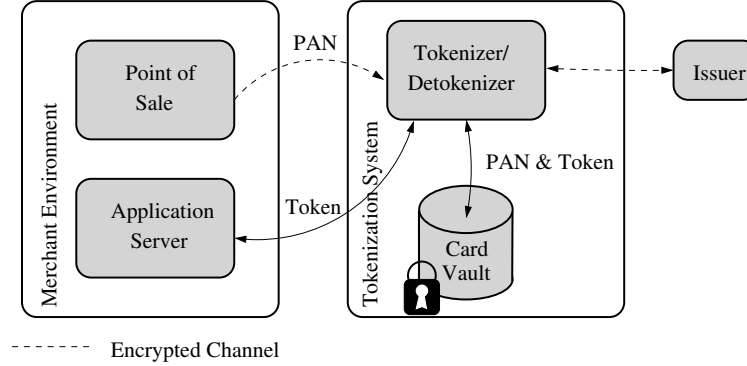 PAN
Point of
Sale
Tokenizer/
Detokenizer
Issuer
Merchant Environment
Tokenization System
PAN & Token
Application
Server
Token
Card
Vault
Encrypted Channel